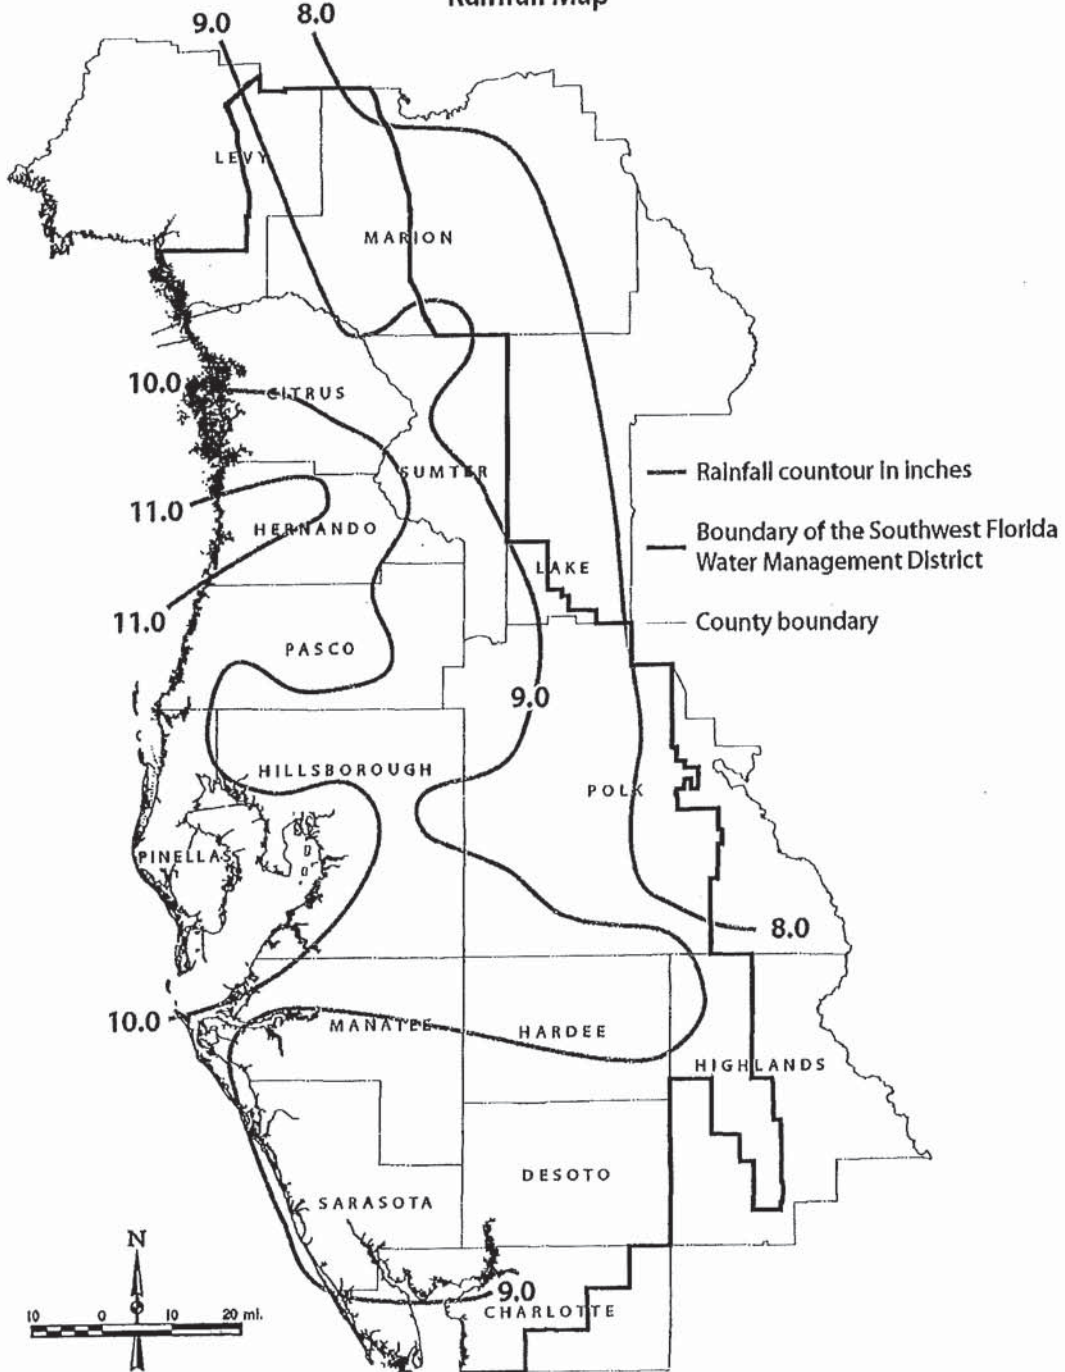 Rainfall Map
9.0
8.0
LEVY
MARION
10.0
CITRUS
SUMTER
Rainfall countour in inches
11.0
HERNANDO
Boundary of the Southwest Florida
Water Management District
LAKE
11.0
County boundary
PASCO
9.0
HILLSBOROUGH
POLK
PINELLAS
8.0
10.0
MANATEE
HARDEE
HIGHLANDS
DESOTO
SARASOTA
N
9.0
CHARLOTTE
10 0 10 20 mi.